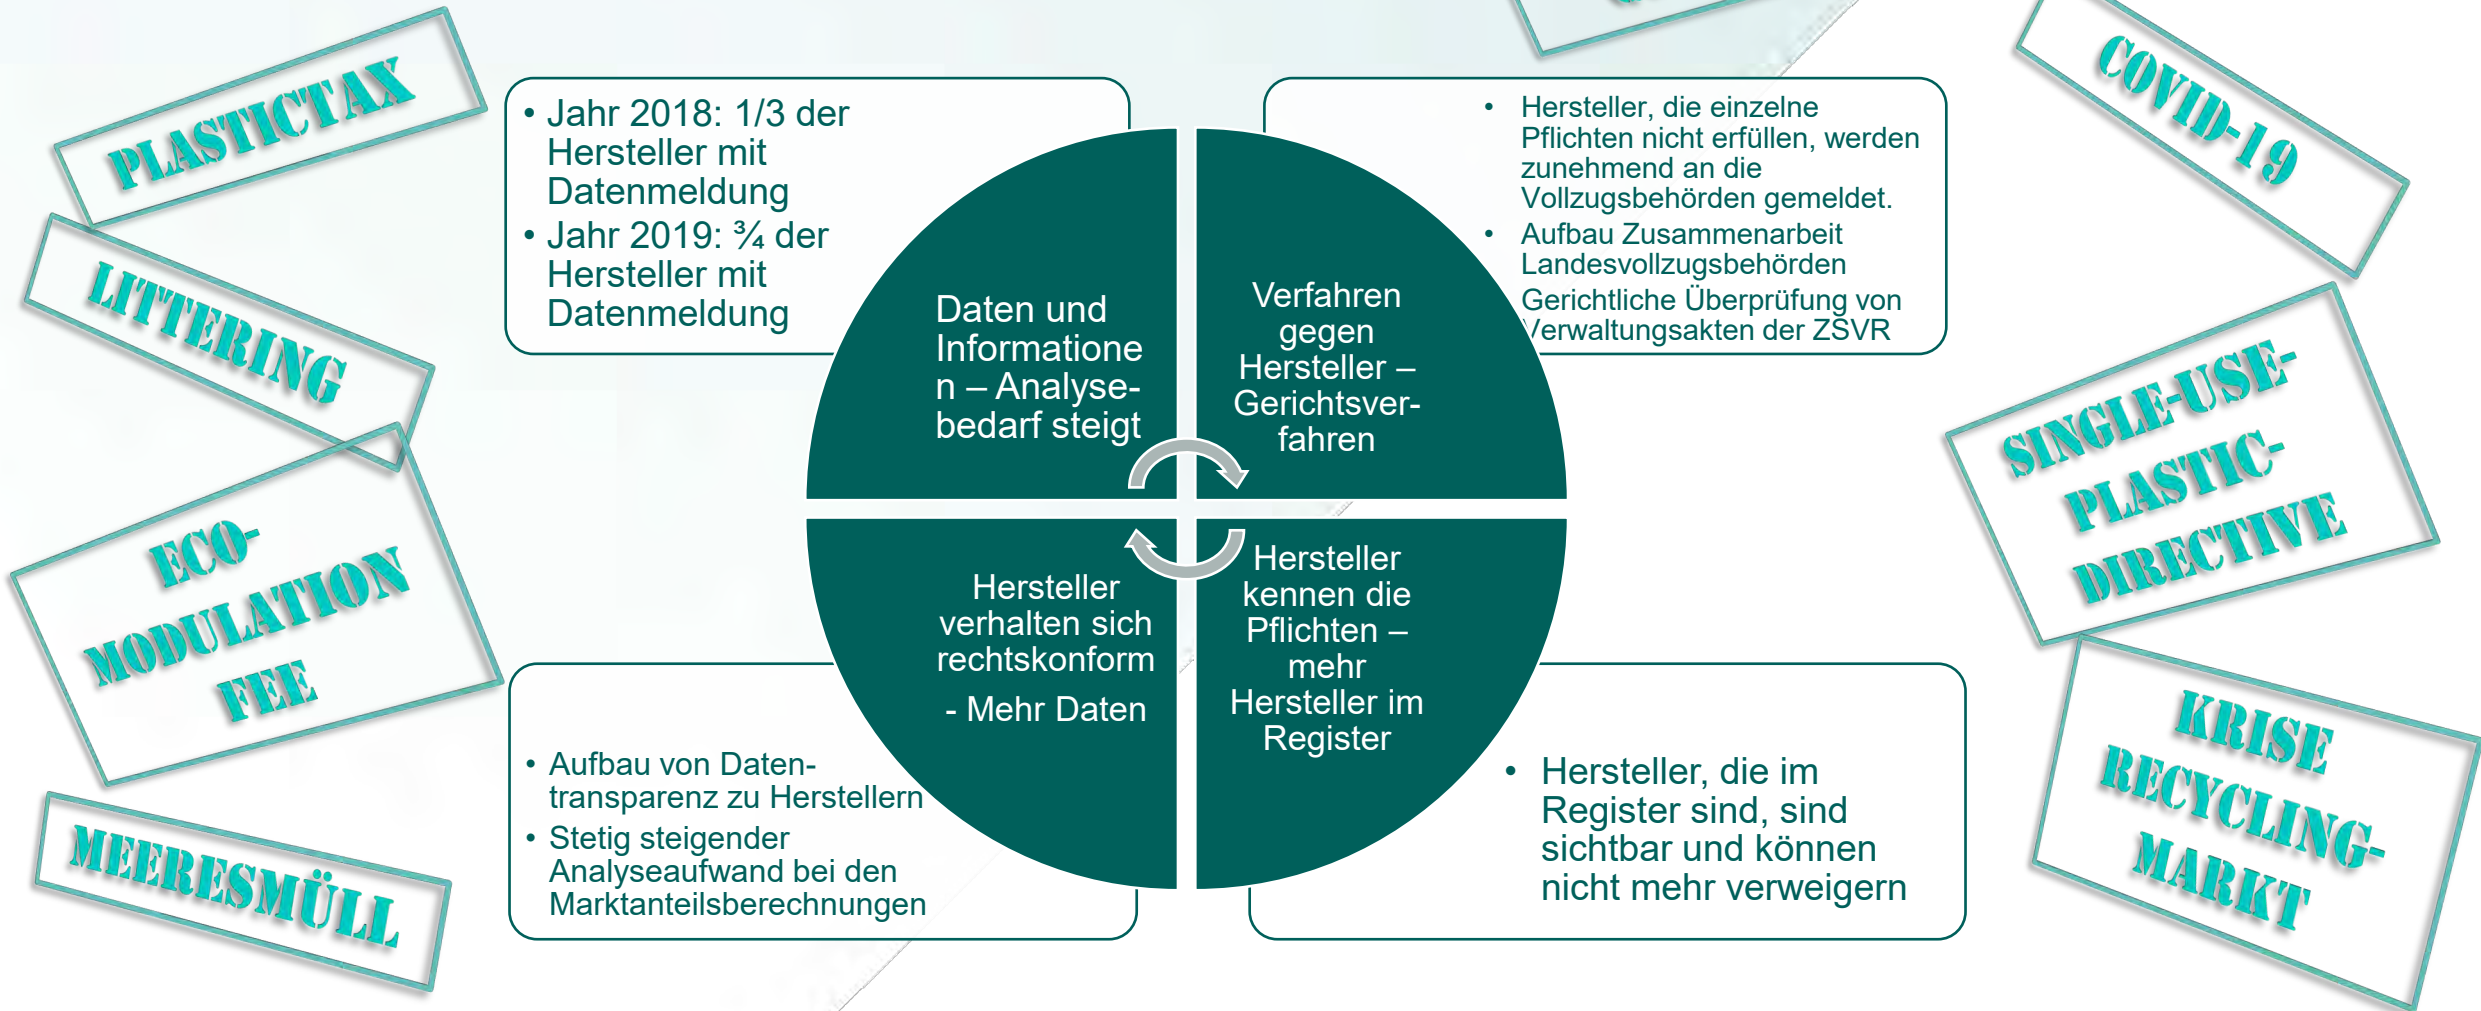 PLASTICTAX
LITTERING
ECO-
MODULATION
FEE
MEERESMÜLL
• Jahr 2018: 1/3 der
Hersteller mit
Datenmeldung
• Jahr 2019: ¾ der
Hersteller mit
Datenmeldung
Daten und
Informatione
n – Analyse-
bedarf steigt
Verfahren
gegen
Hersteller –
Gerichtsver-
fahren
• Hersteller, die einzelne
Pflichten nicht erfüllen, werden
zunehmend an die
Vollzugsbehörden gemeldet.
• Aufbau Zusammenarbeit
Landesvollzugsbehörden
Gerichtliche Überprüfung von
Verwaltungsakten der ZSVR
Hersteller
verhalten sich
rechtskonform
- Mehr Daten
Hersteller
kennen die
Pflichten –
mehr
Hersteller im
Register
• Aufbau von Daten-
transparenz zu Herstellern
• Stetig steigender
Analyseaufwand bei den
Marktanteilsberechnungen
• Hersteller, die im
Register sind, sind
sichtbar und können
nicht mehr verweigern
COVID-19
SINGLE-USE-
PLASTIC-
DIRECTIVE
KRISE
RECYCLING-
MARKT